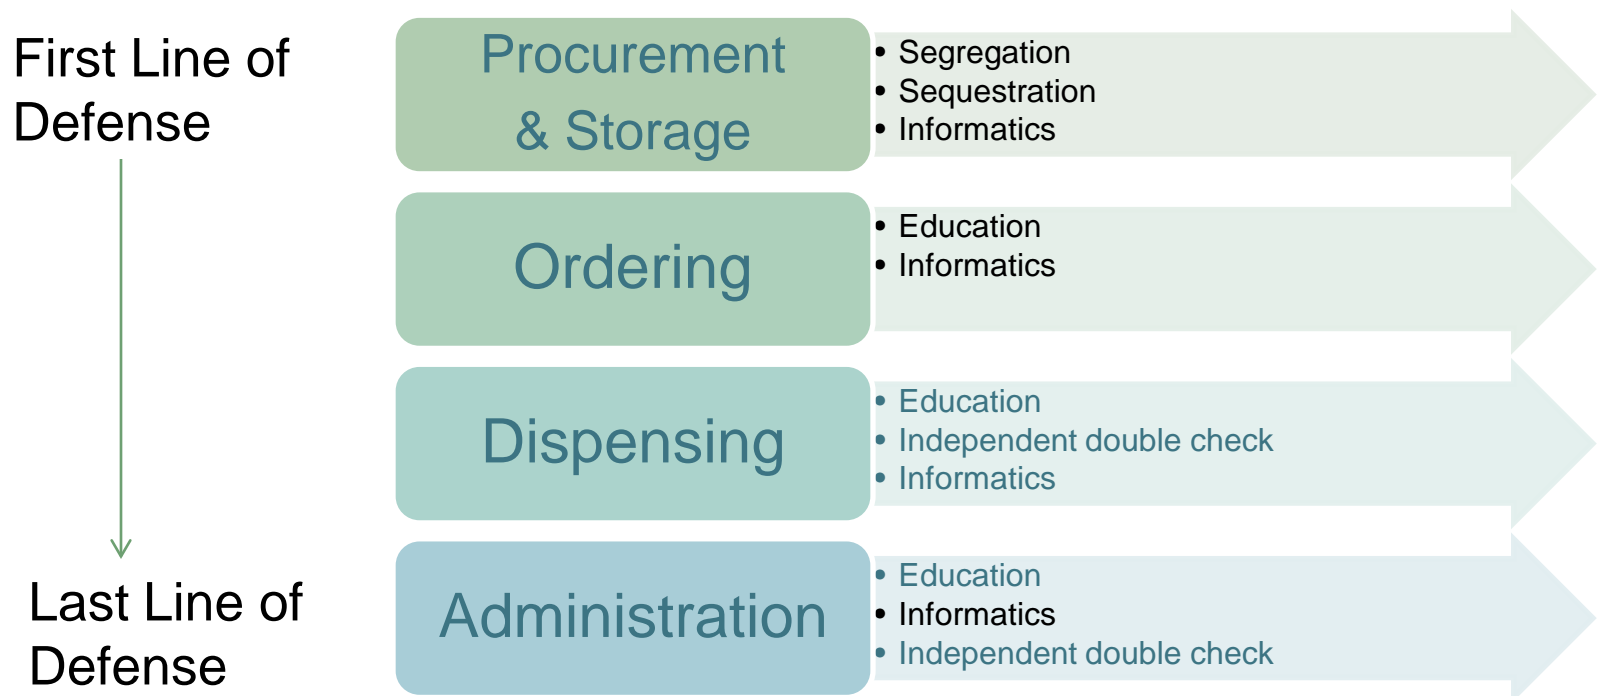 First Line of
Defense
Procurement
& Storage
• Segregation
• Sequestration
• Informatics
Ordering
• Education
• Informatics
Dispensing
• Education
• Independent double check
• Informatics
Last Line of
Defense
Administration
• Education
• Informatics
• Independent double check